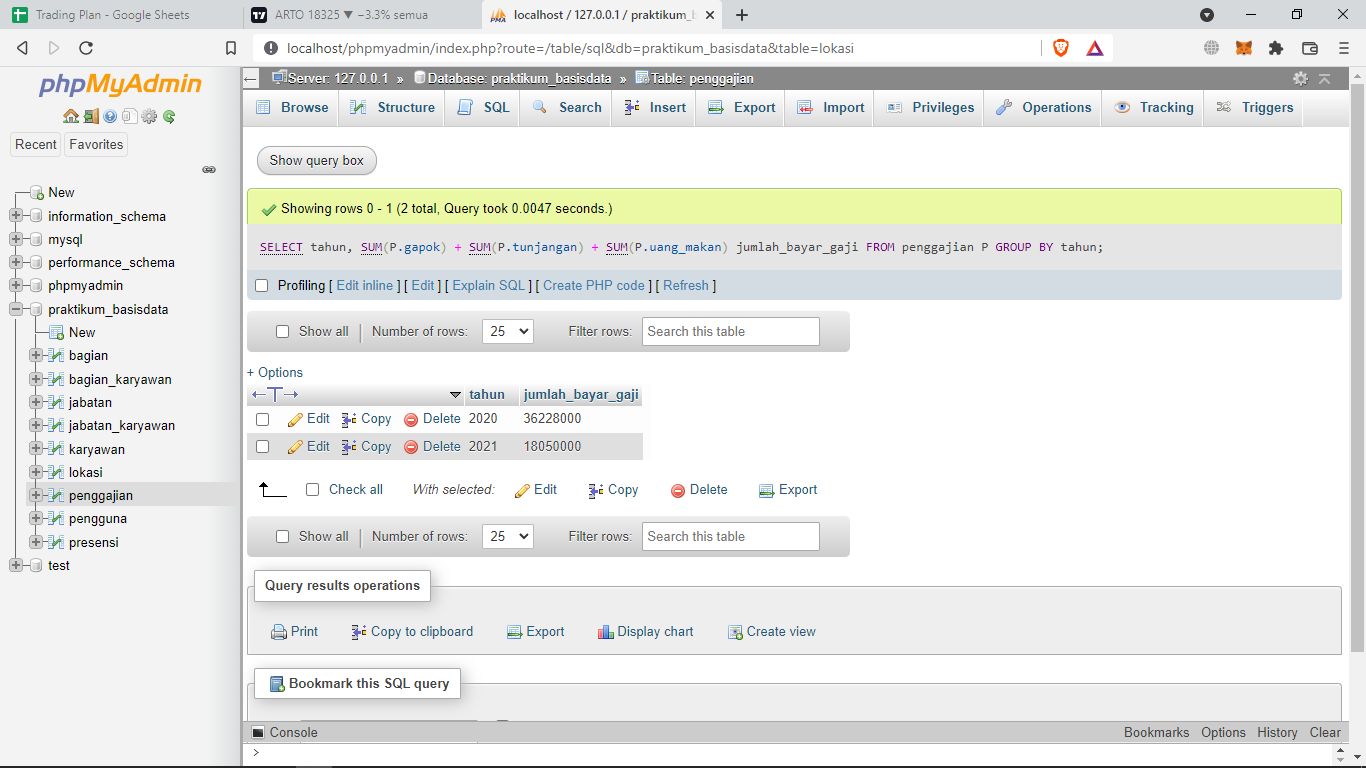 Trading Plan - Google Sheets
ARTO 18325 ▼ −3.3% semua
localhost / 127.0.0.1 / praktikum_b
localhost/phpmyadmin/index.php?route=/table/sql&db=praktikum_basisdata&table=lokasi
phpMyAdmin
Recent Favorites
New
information_schema
mysql
performance_schema
phpmyadmin
praktikum_basisdata
New
bagian
bagian_karyawan
jabatan
jabatan_karyawan
karyawan
lokasi
penggajian
pengguna
presensi
test
Server: 127.0.0.1 » Database: praktikum_basisdata » Table: penggajian
Browse Structure SQL Search Insert Export Import Privileges Operations Tracking Triggers
Show query box
Showing rows 0 - 1 (2 total, Query took 0.0047 seconds.)
SELECT tahun, SUM(P.gapok) + SUM(P.tunjangan) + SUM(P.uang_makan) jumlah_bayar_gaji FROM penggajian P GROUP BY tahun;
Profiling [ Edit inline ] [ Edit ] [ Explain SQL ] [ Create PHP code ] [ Refresh ]
Show all Number of rows: 25 Filter rows: Search this table
+ Options
tahun jumlah_bayar_gaji
Edit Copy Delete 2020 36228000
Edit Copy Delete 2021 18050000
Check all With selected: Edit Copy Delete Export
Show all Number of rows: 25 Filter rows: Search this table
Query results operations
Print Copy to clipboard Export Display chart Create view
Bookmark this SQL query
Console Bookmarks Options History Clear
>